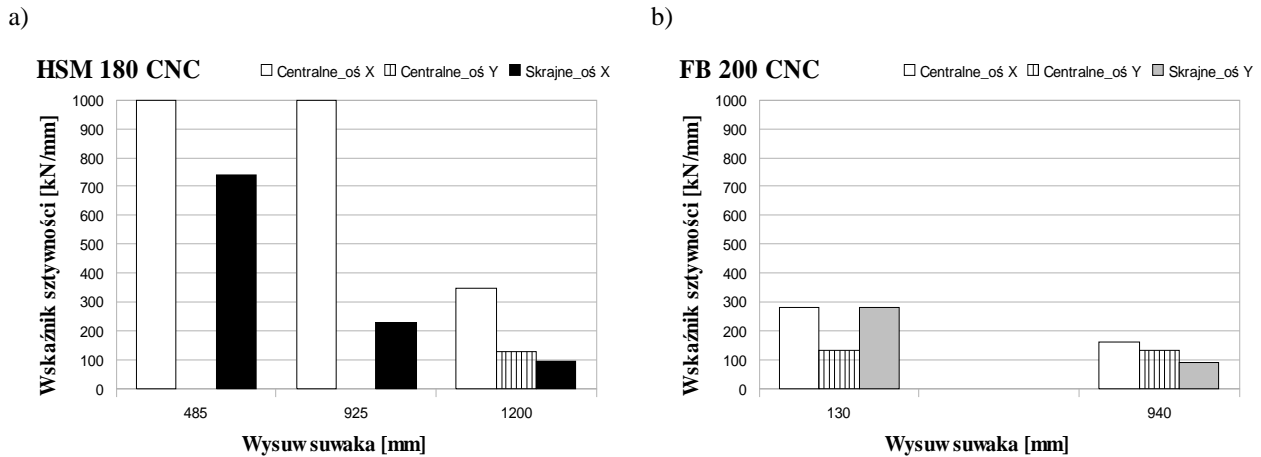 a)
b)
HSM 180 CNC
Centralne_oś X Centralne_oś Y Skrajne_oś X
Wskaźnik sztywności [kN/mm]
1000
900
800
700
600
500
400
300
200
100
0
485 925 1200
Wysuw suwaka [mm]
FB 200 CNC
Centralne_oś X Centralne_oś Y Skrajne_oś Y
Wskaźnik sztywności [kN/mm]
1000
900
800
700
600
500
400
300
200
100
0
130 940
Wysuw suwaka [mm]